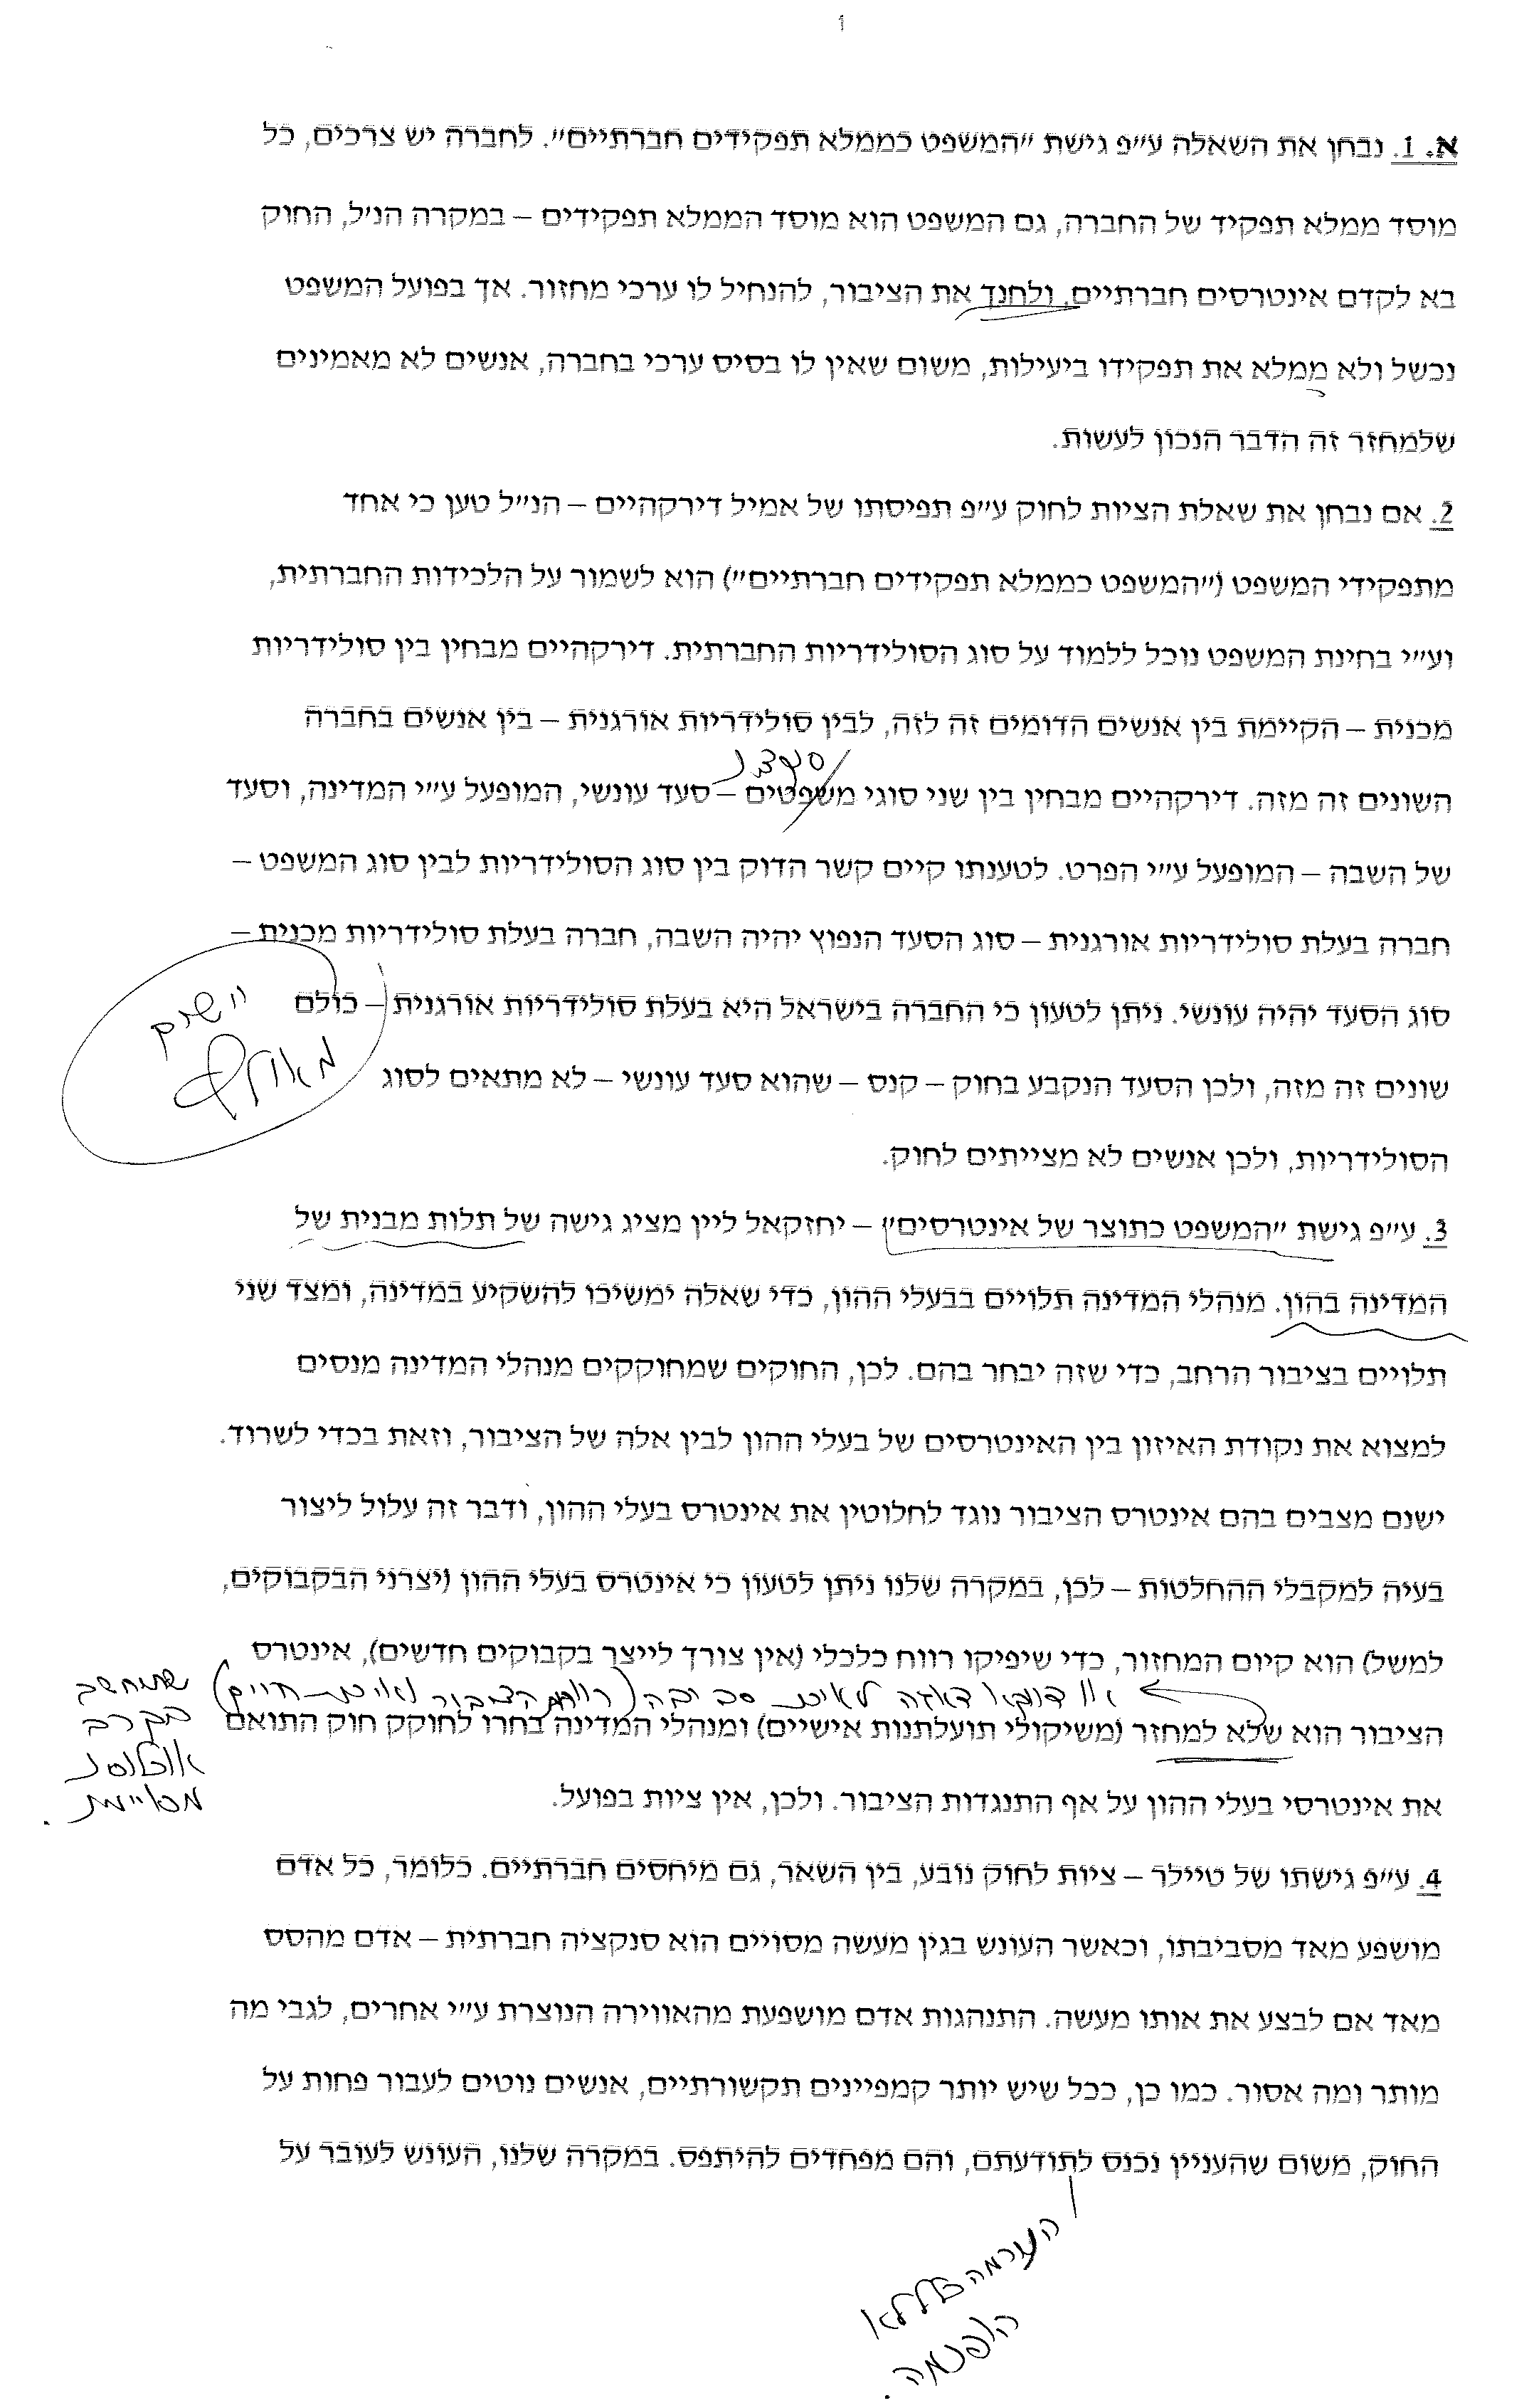 1
א. 1. נבחן את השאלה ע״פ גישת ״המשפט כממלא תפקידים חברתיים״. לחברה יש צרכים, כל
מוסד ממלא תפקיד של החברה, גם המשפט הוא מוסד הממלא תפקידים – במקרה הנ״ל, החוק
בא לקדם אינטרסים חברתיים, ולחנך את הציבור, להנחיל לו ערכי מחזור. אך בפועל המשפט
נכשל ולא ממלא את תפקידו ביעילות, משום שאין לו בסיס ערכי בחברה, אנשים לא מאמינים
שלמחזר זה הדבר הנכון לעשות.
2. אם נבחן את שאלת הציות לחוק ע״פ תפיסתו של אמיל דירקהיים – הנ״ל טען כי אחד
מתפקידי המשפט (״המשפט כממלא תפקידים חברתיים״) הוא לשמור על הלכידות החברתית,
וע״י בחינת המשפט נוכל ללמוד על סוג הסולידריות החברתית. דירקהיים מבחין בין סולידריות
מכנית – הקיימת בין אנשים הדומים זה לזה, לבין סולידריות אורגנית – בין אנשים בחברה
השונים זה מזה. דירקהיים מבחין בין שני סוגי משפטים – סעד עונשי, המופעל ע״י המדינה, וסעד
של השבה – המופעל ע״י הפרט. לטענתו קיים קשר הדוק בין סוג הסולידריות לבין סוג המשפט –
חברה בעלת סולידריות אורגנית – סוג הסעד הנפוץ יהיה השבה, חברה בעלת סולידריות מכנית –
סוג הסעד יהיה עונשי. ניתן לטעון כי החברה בישראל היא בעלת סולידריות אורגנית – כולם
יישום
מאולץ
שונים זה מזה, ולכן הסעד הנקבע בחוק – קנס – שהוא סעד עונשי – לא מתאים לסוג
הסולידריות, ולכן אנשים לא מצייתים לחוק.
3. ע״פ גישת ״המשפט כתוצר של אינטרסים״ – יחזקאל ליין מציג גישה של תלות מבנית של
המדינה בהון. מנהלי המדינה תלויים בבעלי ההון, כדי שאלה ימשיכו להשקיע במדינה, ומצד שני
תלויים בציבור הרחב, כדי שזה יבחר בהם. לכן, החוקים שמחוקקים מנהלי המדינה מנסים
למצוא את נקודת האיזון בין האינטרסים של בעלי ההון לבין אלה של הציבור, וזאת בכדי לשרוד.
ישנם מצבים בהם אינטרס הציבור נוגד לחלוטין את אינטרס בעלי ההון, ודבר זה עלול ליצור
בעיה למקבלי ההחלטות – לכן, במקרה שלנו ניתן לטעון כי אינטרס בעלי ההון (יצרני הבקבוקים,
למשל) הוא קיום המחזור, כדי שיפיקו רווח כלכלי (אין צורך לייצר בקבוקים חדשים), אינטרס
או דווקא דאגה לאיכות סביבה (רווחת הציבור ואיכות חיים)
שתיחשב
בקרב
אוכלוסי
מסויימת.
הציבור הוא שלא למחזר (משיקולי תועלתנות אישיים) ומנהלי המדינה בחרו לחוקק חוק התואם
את אינטרסי בעלי ההון על אף התנגדות הציבור. ולכן, אין ציות בפועל.
4. ע״פ גישתו של טיילר – ציות לחוק נובע, בין השאר, גם מיחסים חברתיים. כלומר, כל אדם
מושפע מאד מסביבתו, וכאשר העונש בגין מעשה מסויים הוא סנקציה חברתית – אדם מהסס
מאד אם לבצע את אותו מעשה. התנהגות אדם מושפעת מהאווירה הנוצרת ע״י אחרים, לגבי מה
מותר ומה אסור. כמו כן, ככל שיש יותר קמפיינים תקשורתיים, אנשים נוטים לעבור פחות על
החוק, משום שהעניין נכנס לתודעתם, והם מפחדים להיתפס. במקרה שלנו, העונש לעובר על
הפנמה.